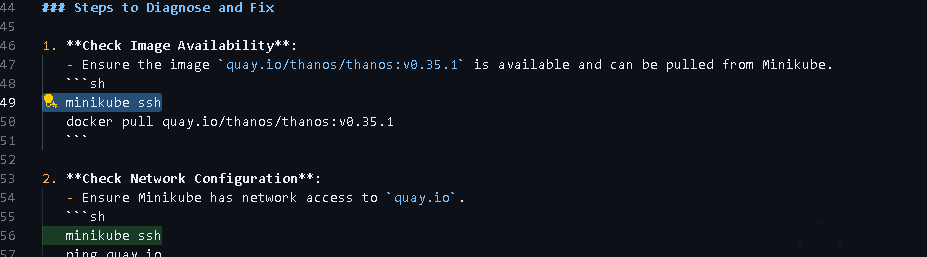 44 ### Steps to Diagnose and Fix
45
46 1. **Check Image Availability**:
47 - Ensure the image `quay.io/thanos/thanos:v0.35.1` is available and can be pulled from Minikube.
48 ```sh
49 minikube ssh
50 docker pull quay.io/thanos/thanos:v0.35.1
51 ```
52
53 2. **Check Network Configuration**:
54 - Ensure Minikube has network access to `quay.io`.
55 ```sh
56 minikube ssh
57 ping quay.io